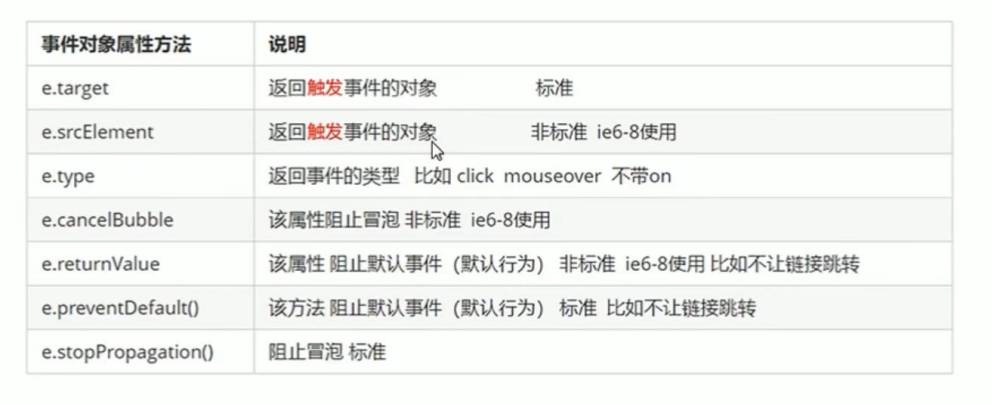 事件对象属性方法 说明
e.target 返回触发事件的对象 标准
e.srcElement 返回触发事件的对象 非标准 ie6-8使用
e.type 返回事件的类型 比如 click mouseover 不带on
e.cancelBubble 该属性阻止冒泡 非标准 ie6-8使用
e.returnValue 该属性 阻止默认事件（默认行为） 非标准 ie6-8使用 比如不让链接跳转
e.preventDefault() 该方法 阻止默认事件（默认行为） 标准 比如不让链接跳转
e.stopPropagation() 阻止冒泡 标准